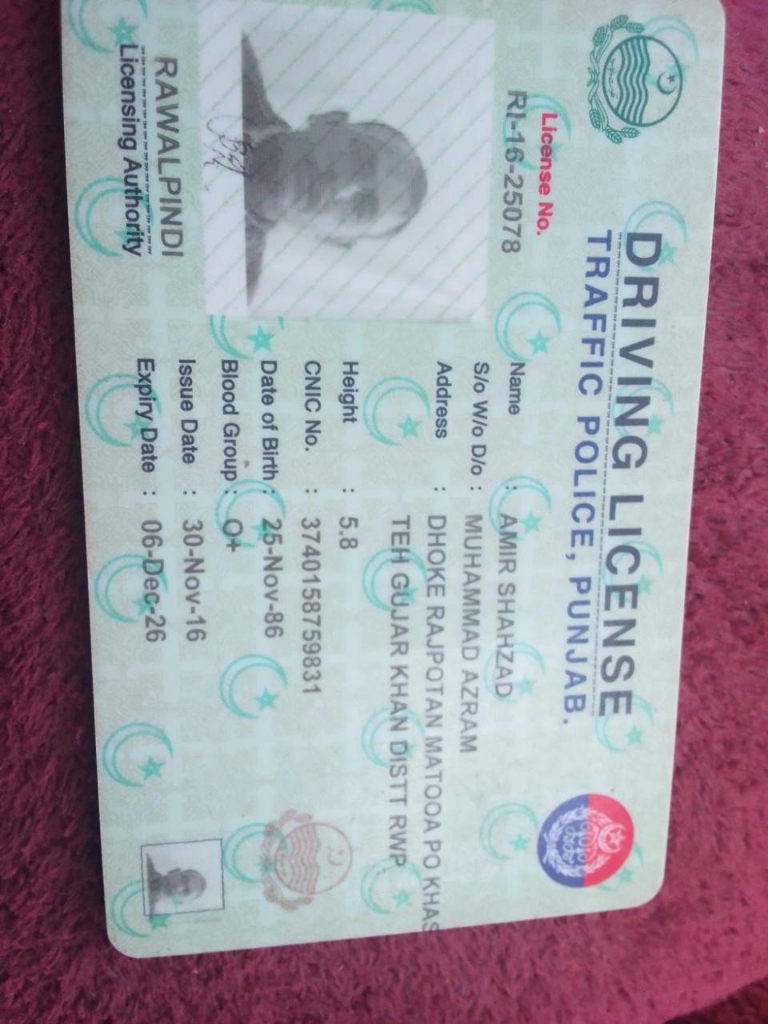 DRIVING LICENSE
TRAFFIC POLICE, PUNJAB.
License No.
RI-16-25078
Name : AMIR SHAHZAD
S/o W/o D/o : MUHAMMAD AZRAM
Address : DHOKE RAJPOTAN MATOOA PO KHAS
TEH GUJAR KHAN DISTT RWP
Height : 5.8
CNIC No. : 3740158759831
Date of Birth : 25-Nov-86
Blood Group : O+
Issue Date : 30-Nov-16
Expiry Date : 06-Dec-26
RAWALPINDI
Licensing Authority